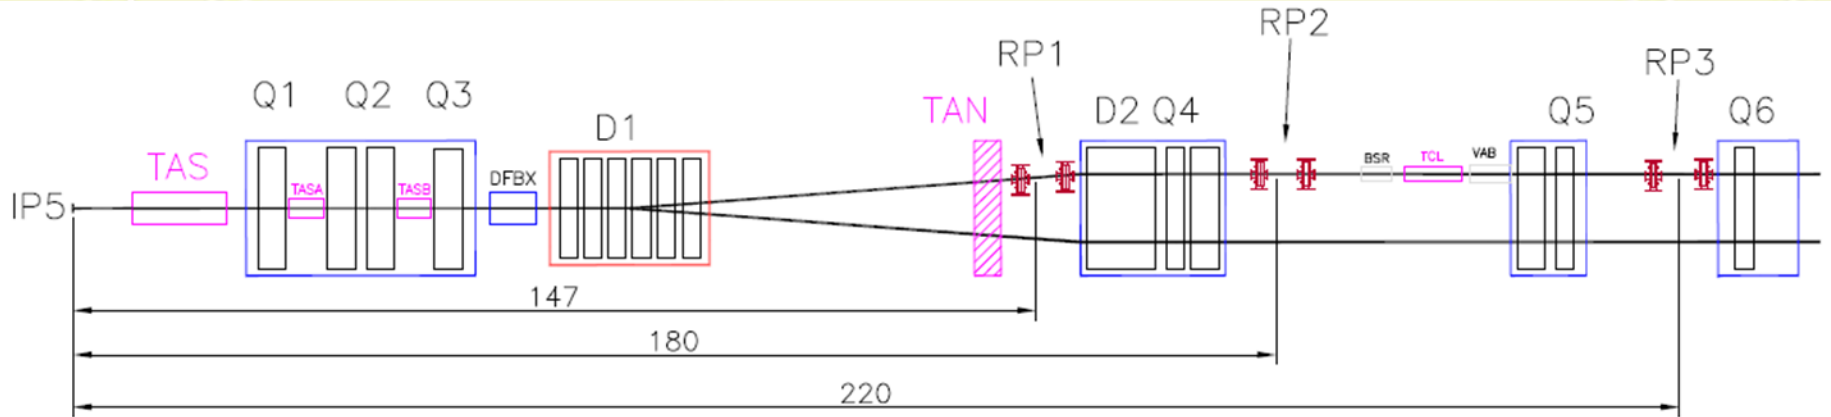 RP2
RP1
RP3
Q1 Q2 Q3
D1
TAN
D2 Q4
Q5
Q6
TAS
TASA
TASB
DFBX
BSR
TCL
VAB
IP5
147
180
220